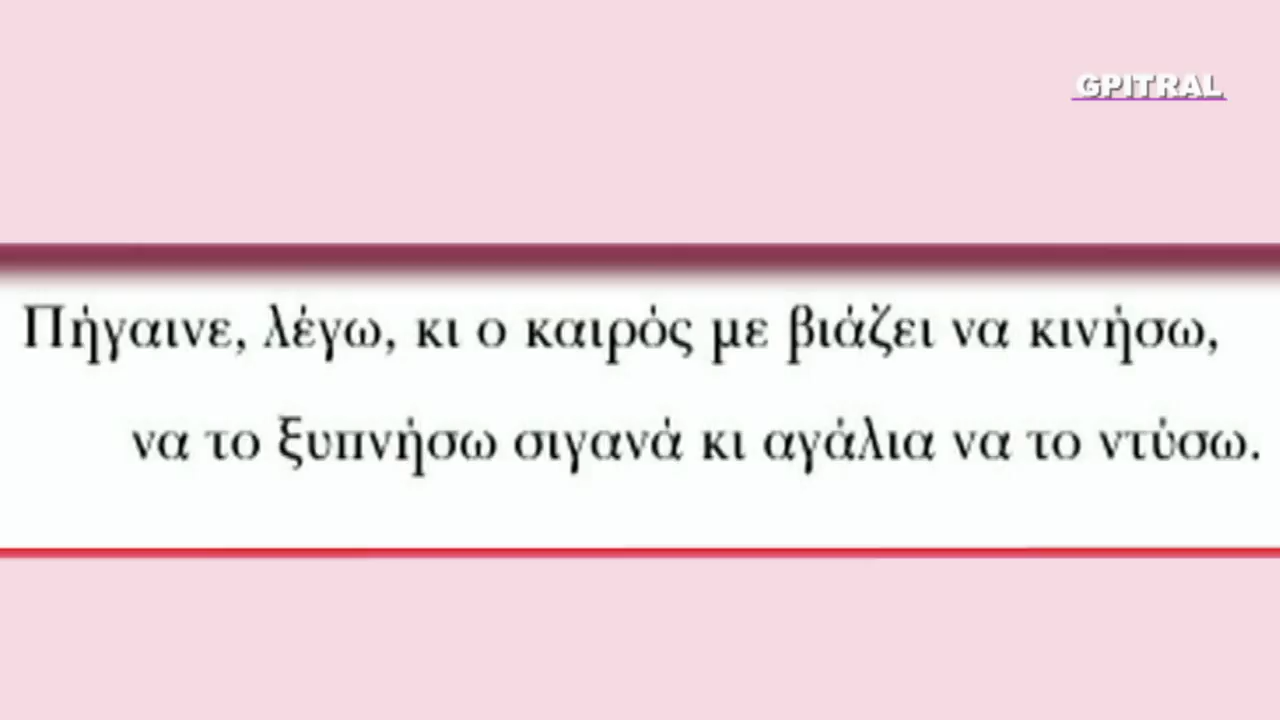 GPITRAL
Πήγαινε, λέγω, κι ο καιρός με βιάζει να κινήσω,
να το ξυπνήσω σιγανά κι αγάλια να το ντύσω.